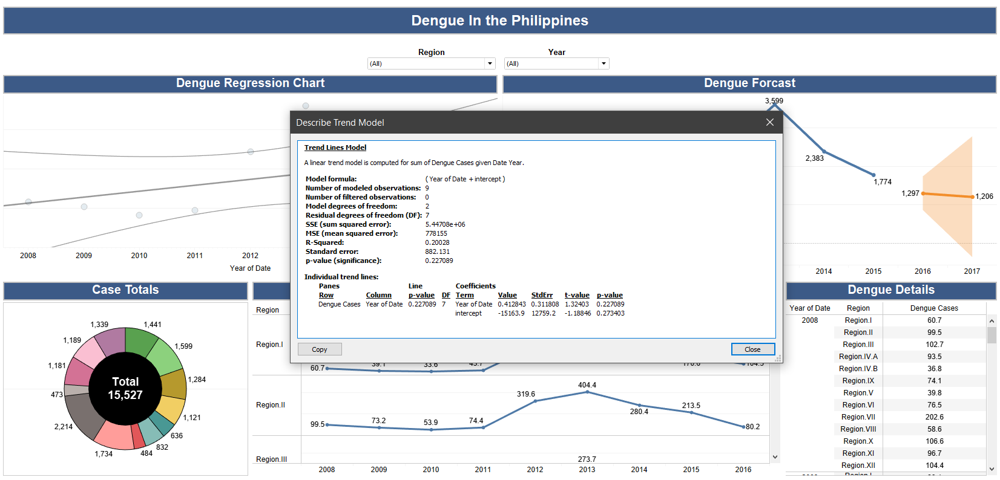 Dengue In the Philippines
Region
Year
(All)
(All)
Dengue Regression Chart
Dengue Forcast
3,599
2,383
1,774
1,297
1,206
2008 2009 2010 2011 2012
Year of Date
2014 2015 2016 2017
Describe Trend Model
Trend Lines Model
A linear trend model is computed for sum of Dengue Cases given Date Year.
Model formula: ( Year of Date + intercept )
Number of modeled observations: 9
Number of filtered observations: 0
Model degrees of freedom: 2
Residual degrees of freedom (DF): 7
SSE (sum squared error): 5.44708e+06
MSE (mean squared error): 778155
R-Squared: 0.20028
Standard error: 882.131
p-value (significance): 0.227089
Individual trend lines:
Panes Line Coefficients
Row Column p-value DF Term Value StdErr t-value p-value
Dengue Cases Year of Date 0.227089 7 Year of Date 0.412843 0.311808 1.32403 0.227089
intercept -15163.9 12759.2 -1.18846 0.273403
Copy
Close
Case Totals
1,339
1,441
1,189
1,599
1,181
1,284
473
1,121
2,214
636
832
1,734
484
Total
15,527
Region
Region.I
60.7 39.1 33.6 43.7 170.6 104.5
Region.II
99.5 73.2 53.9 74.4 319.6 404.4 280.4 213.5 80.2
Region.III
273.7
2008 2009 2010 2011 2012 2013 2014 2015 2016
Dengue Details
Year of Date Region Dengue Cases
2008 Region.I 60.7
Region.II 99.5
Region.III 102.7
Region.IV.A 93.5
Region.IV.B 36.8
Region.IX 74.1
Region.V 39.8
Region.VI 76.5
Region.VII 202.6
Region.VIII 58.6
Region.X 106.6
Region.XI 96.7
Region.XII 104.4